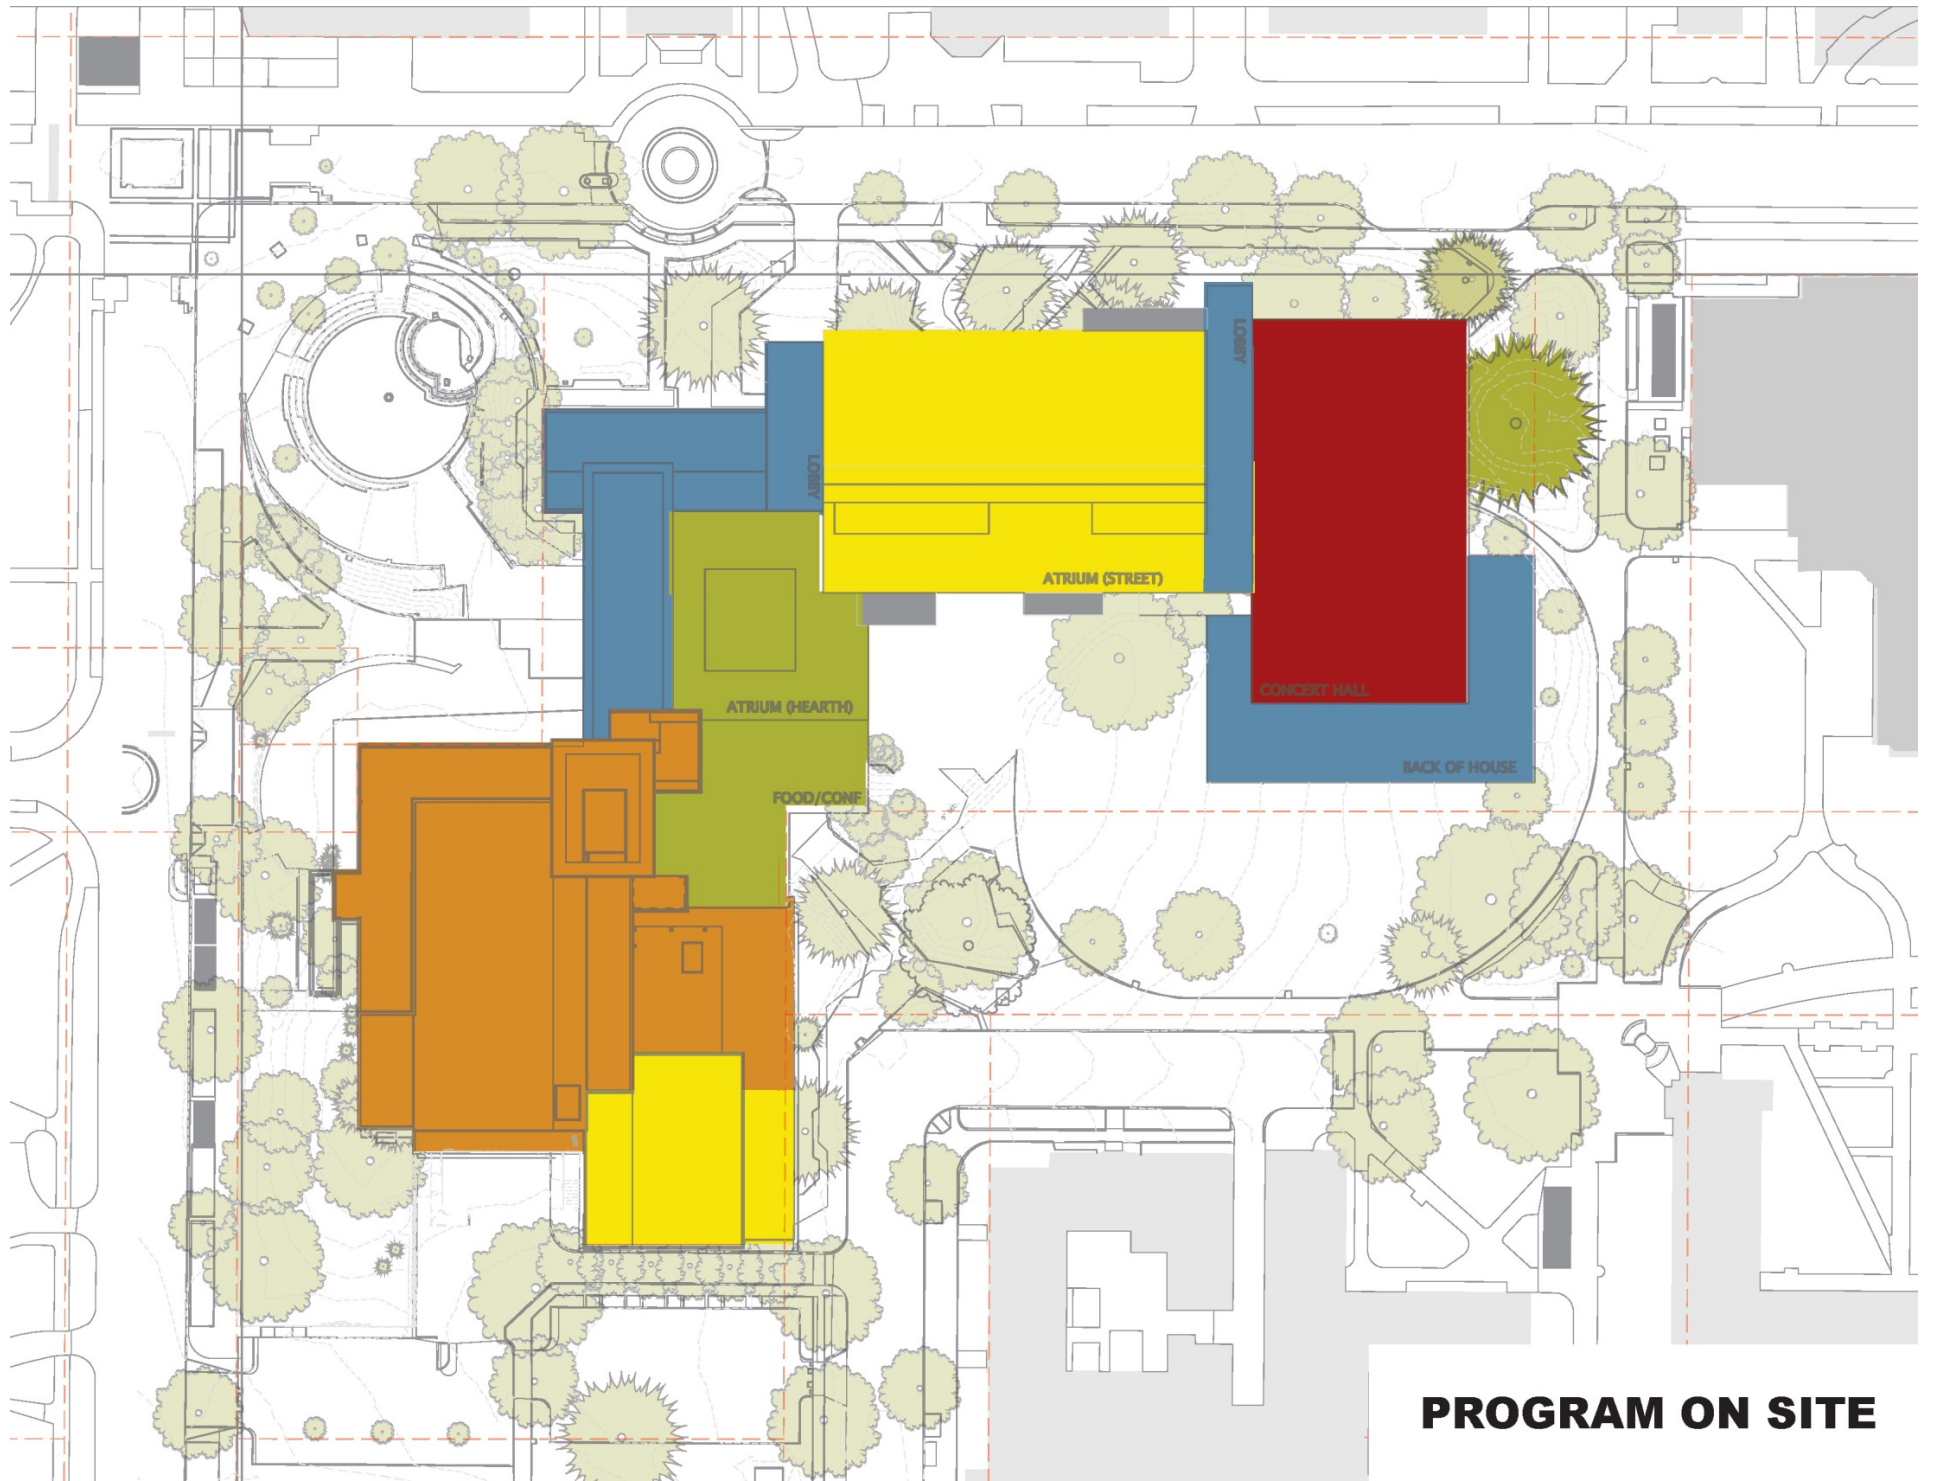 LOBBY
LOBBY
ATRIUM (STREET)
CONCERT HALL
ATRIUM (HEARTH)
BACK OF HOUSE
FOOD/CONF
PROGRAM ON SITE